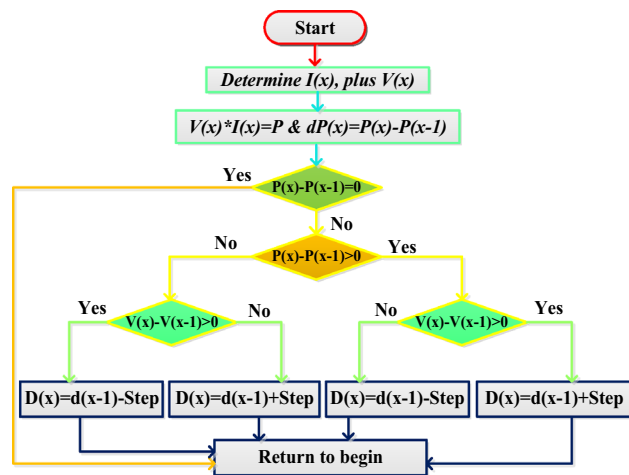 Start
Determine I(x), plus V(x)
V(x)*I(x)=P & dP(x)=P(x)-P(x-1)
Yes
P(x)-P(x-1)=0
No
No
P(x)-P(x-1)>0
Yes
Yes
V(x)-V(x-1)>0
No
No
V(x)-V(x-1)>0
Yes
D(x)=d(x-1)-Step
D(x)=d(x-1)+Step
D(x)=d(x-1)-Step
D(x)=d(x-1)+Step
Return to begin